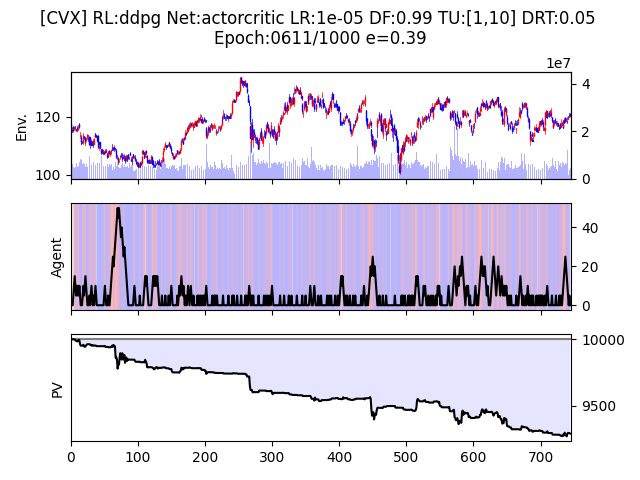 [CVX] RL:ddpg Net:actorcritic LR:1e-05 DF:0.99 TU:[1,10] DRT:0.05
Epoch:0611/1000 e=0.39
1e7
Env.
120
100
4
2
0
Agent
40
20
0
PV
10000
9500
0 100 200 300 400 500 600 700